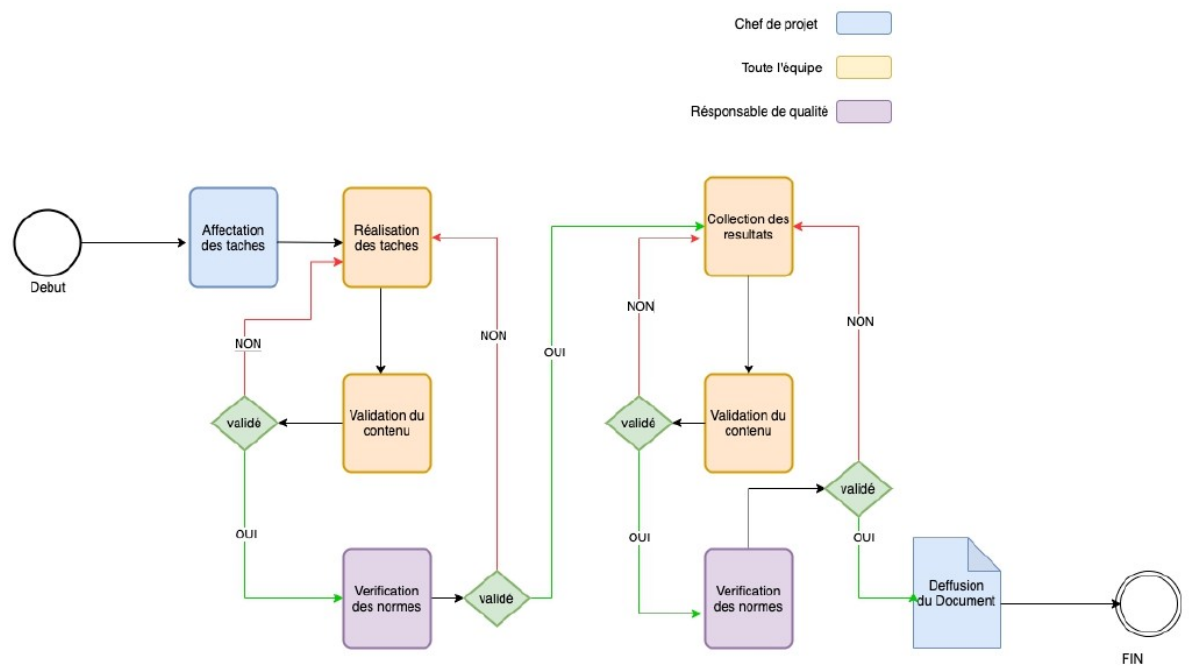 Chef de projet
Toute l'équipe
Résponsable de qualité
Debut
Affectation
des taches
Réalisation
des taches
NON
validé
Validation du
contenu
OUI
Verification
des normes
validé
NON
OUI
Collection des
resultats
NON
validé
Validation du
contenu
OUI
Verification
des normes
NON
validé
OUI
Deffusion
du Document
FIN